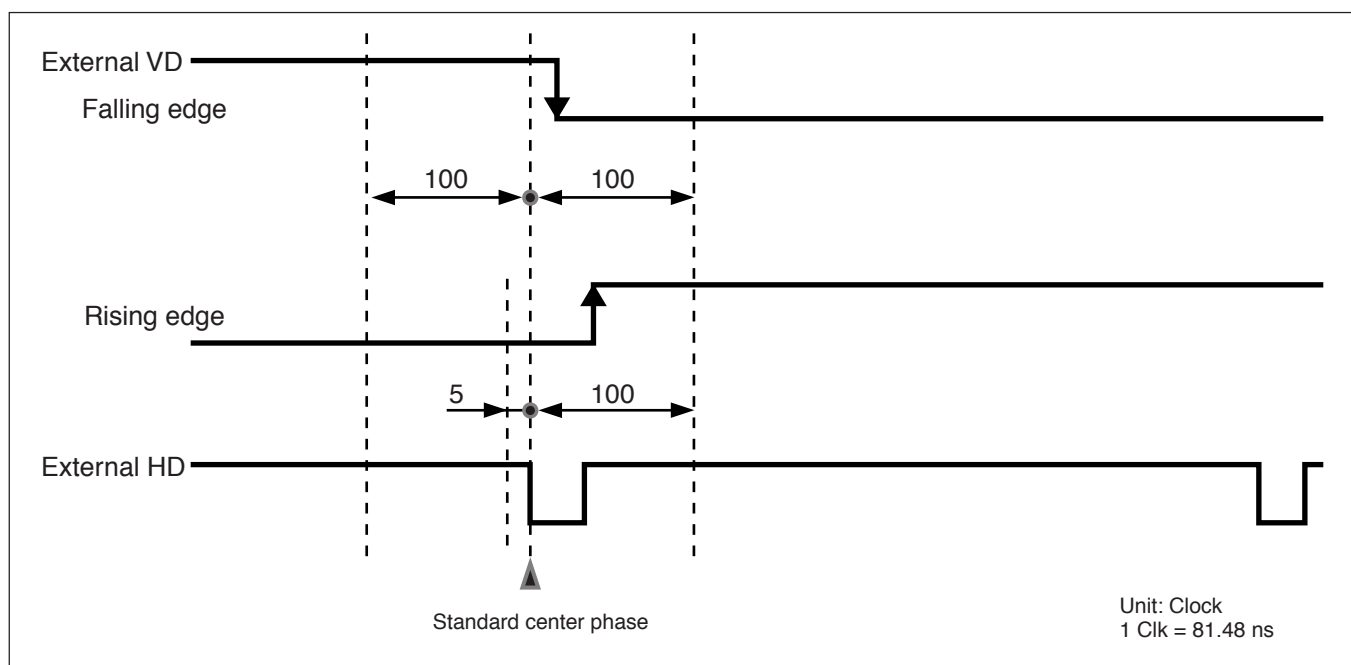 External VD
Falling edge
100 100
Rising edge
5 100
External HD
Standard center phase
Unit: Clock
1 Clk = 81.48 ns